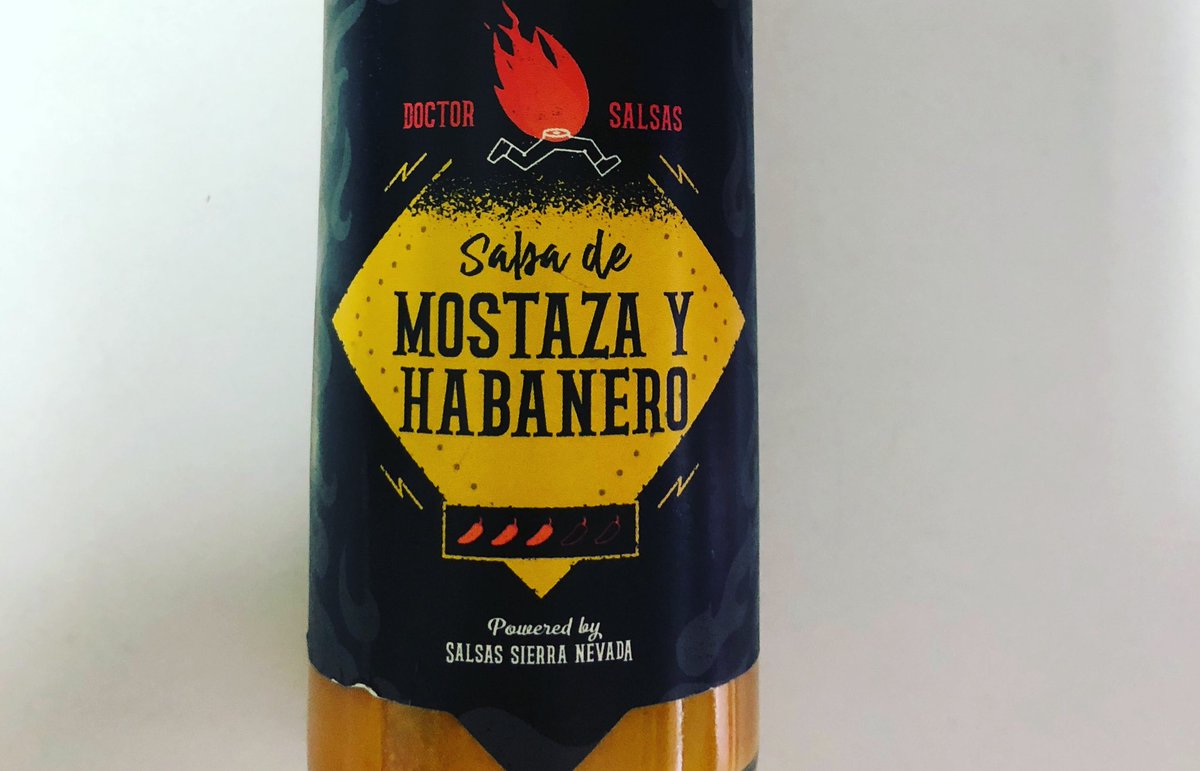 DOCTOR SALSAS
Salsa de
MOSTAZA Y
HABANERO
Powered by
SALSAS SIERRA NEVADA